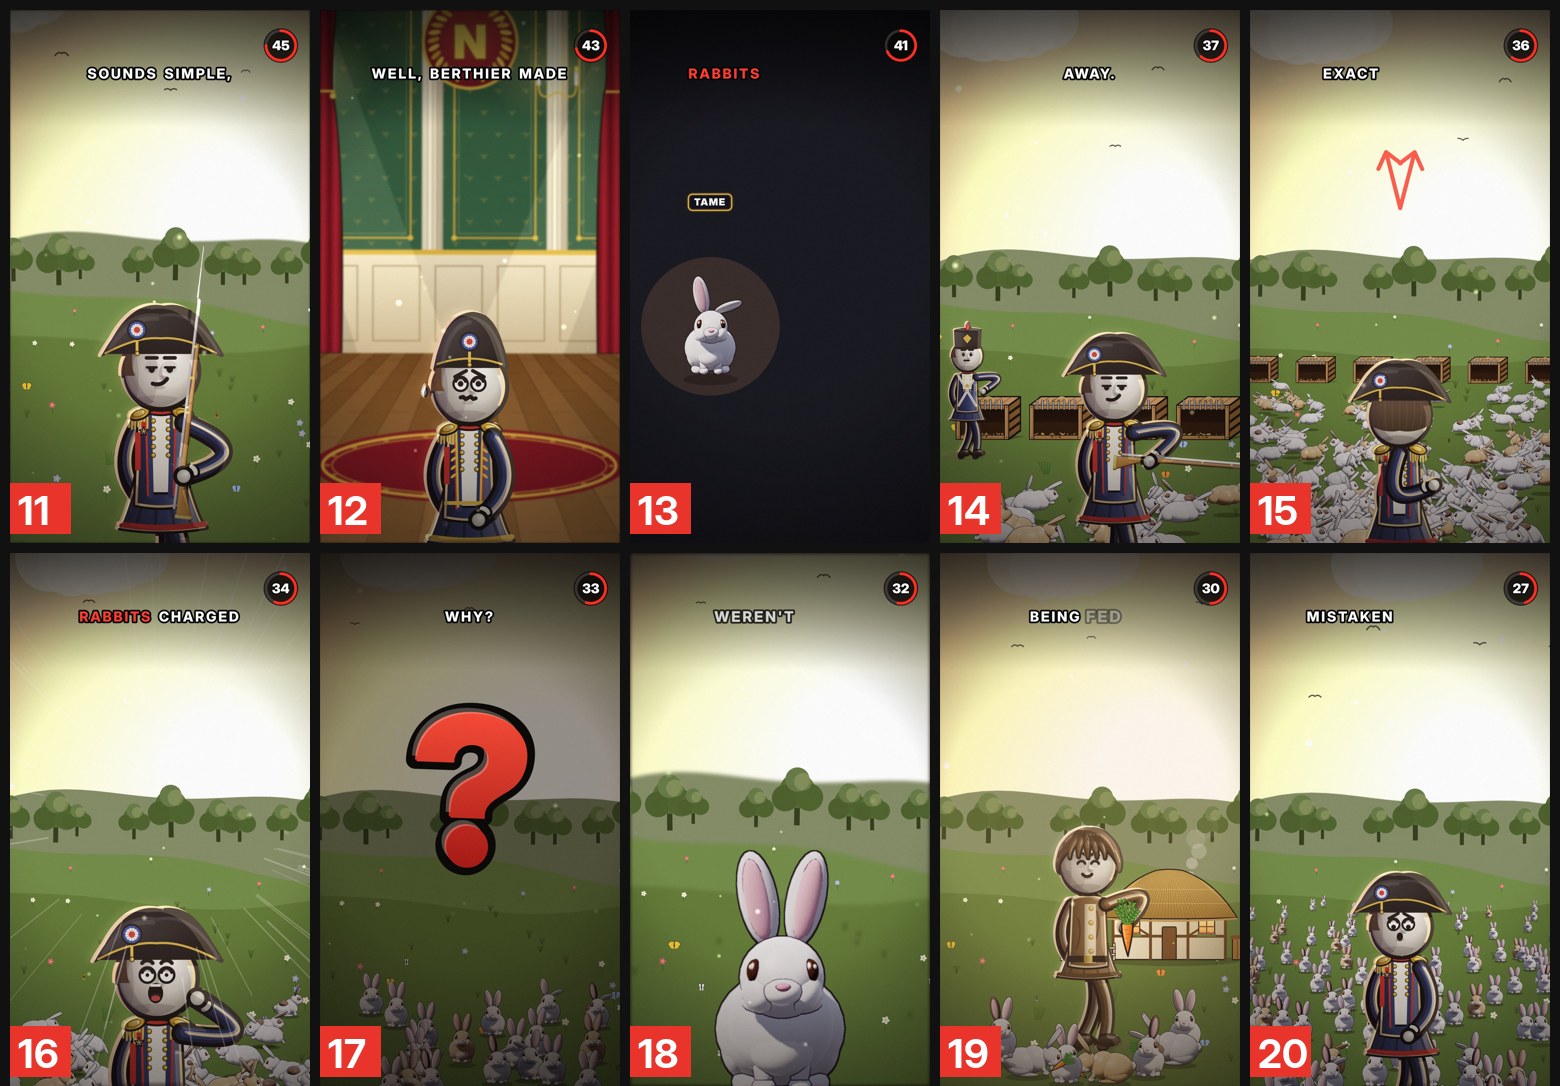 45
SOUNDS SIMPLE,
11
N
43
WELL, BERTHIER MADE
12
41
RABBITS
TAME
13
37
AWAY.
14
36
EXACT
15
34
RABBITS CHARGED
16
33
WHY?
?
17
32
WEREN'T
18
30
BEING FED
19
27
MISTAKEN
20